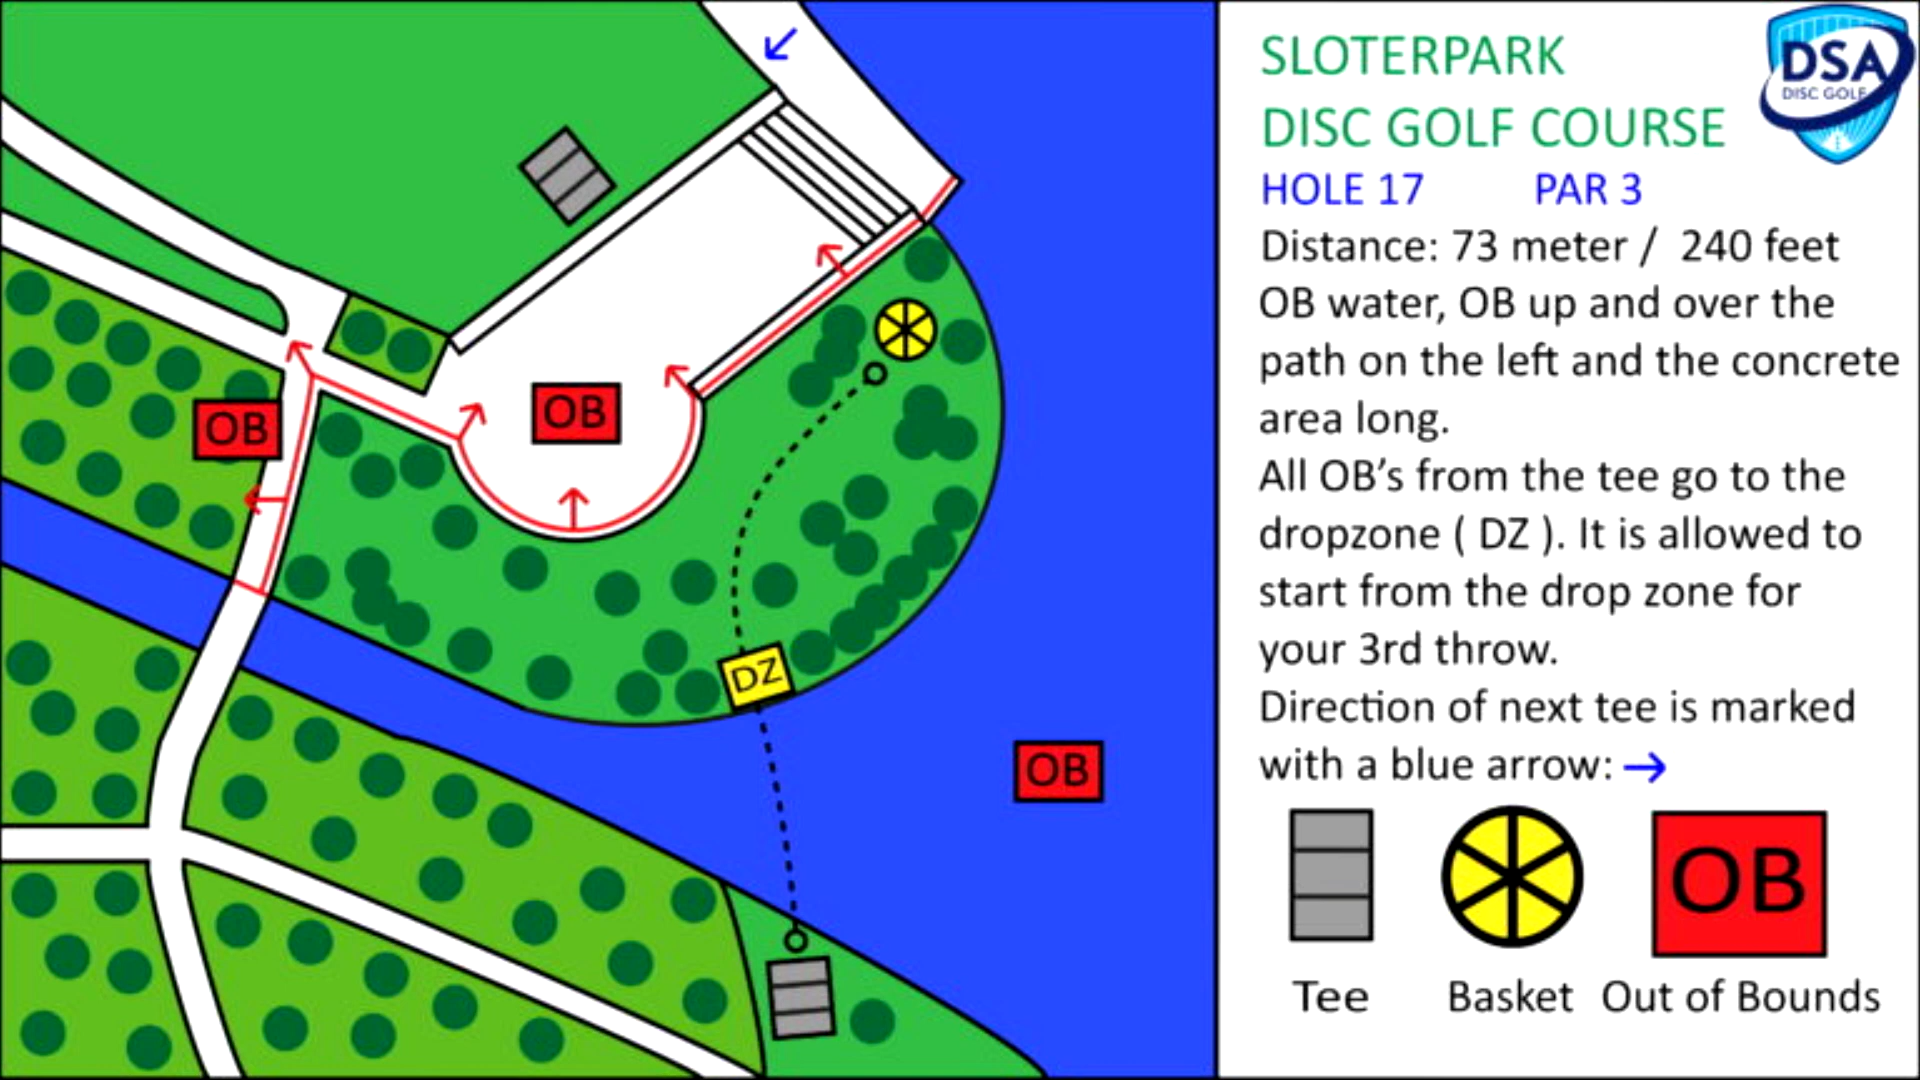 SLOTERPARK
DISC GOLF COURSE
HOLE 17 PAR 3
Distance: 73 meter / 240 feet
OB water, OB up and over the
path on the left and the concrete
area long.
All OB’s from the tee go to the
dropzone ( DZ ). It is allowed to
start from the drop zone for
your 3rd throw.
Direction of next tee is marked
with a blue arrow: →
OB
Tee Basket Out of Bounds
DSA
DISC GOLF
OB
OB
DZ
OB